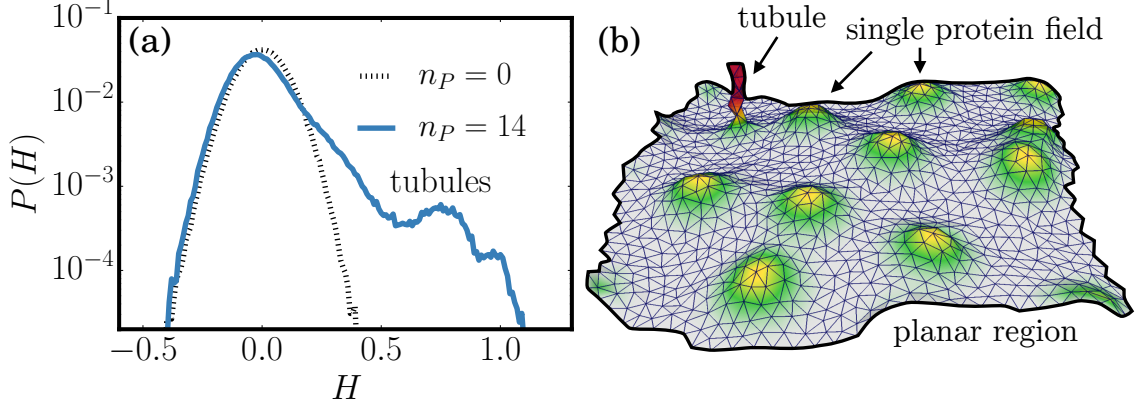 (a)
n_P = 0
n_P = 14
tubules
P(H)
10⁻¹
10⁻²
10⁻³
10⁻⁴
−0.5
0.0
0.5
1.0
H
(b)
tubule
single protein field
planar region